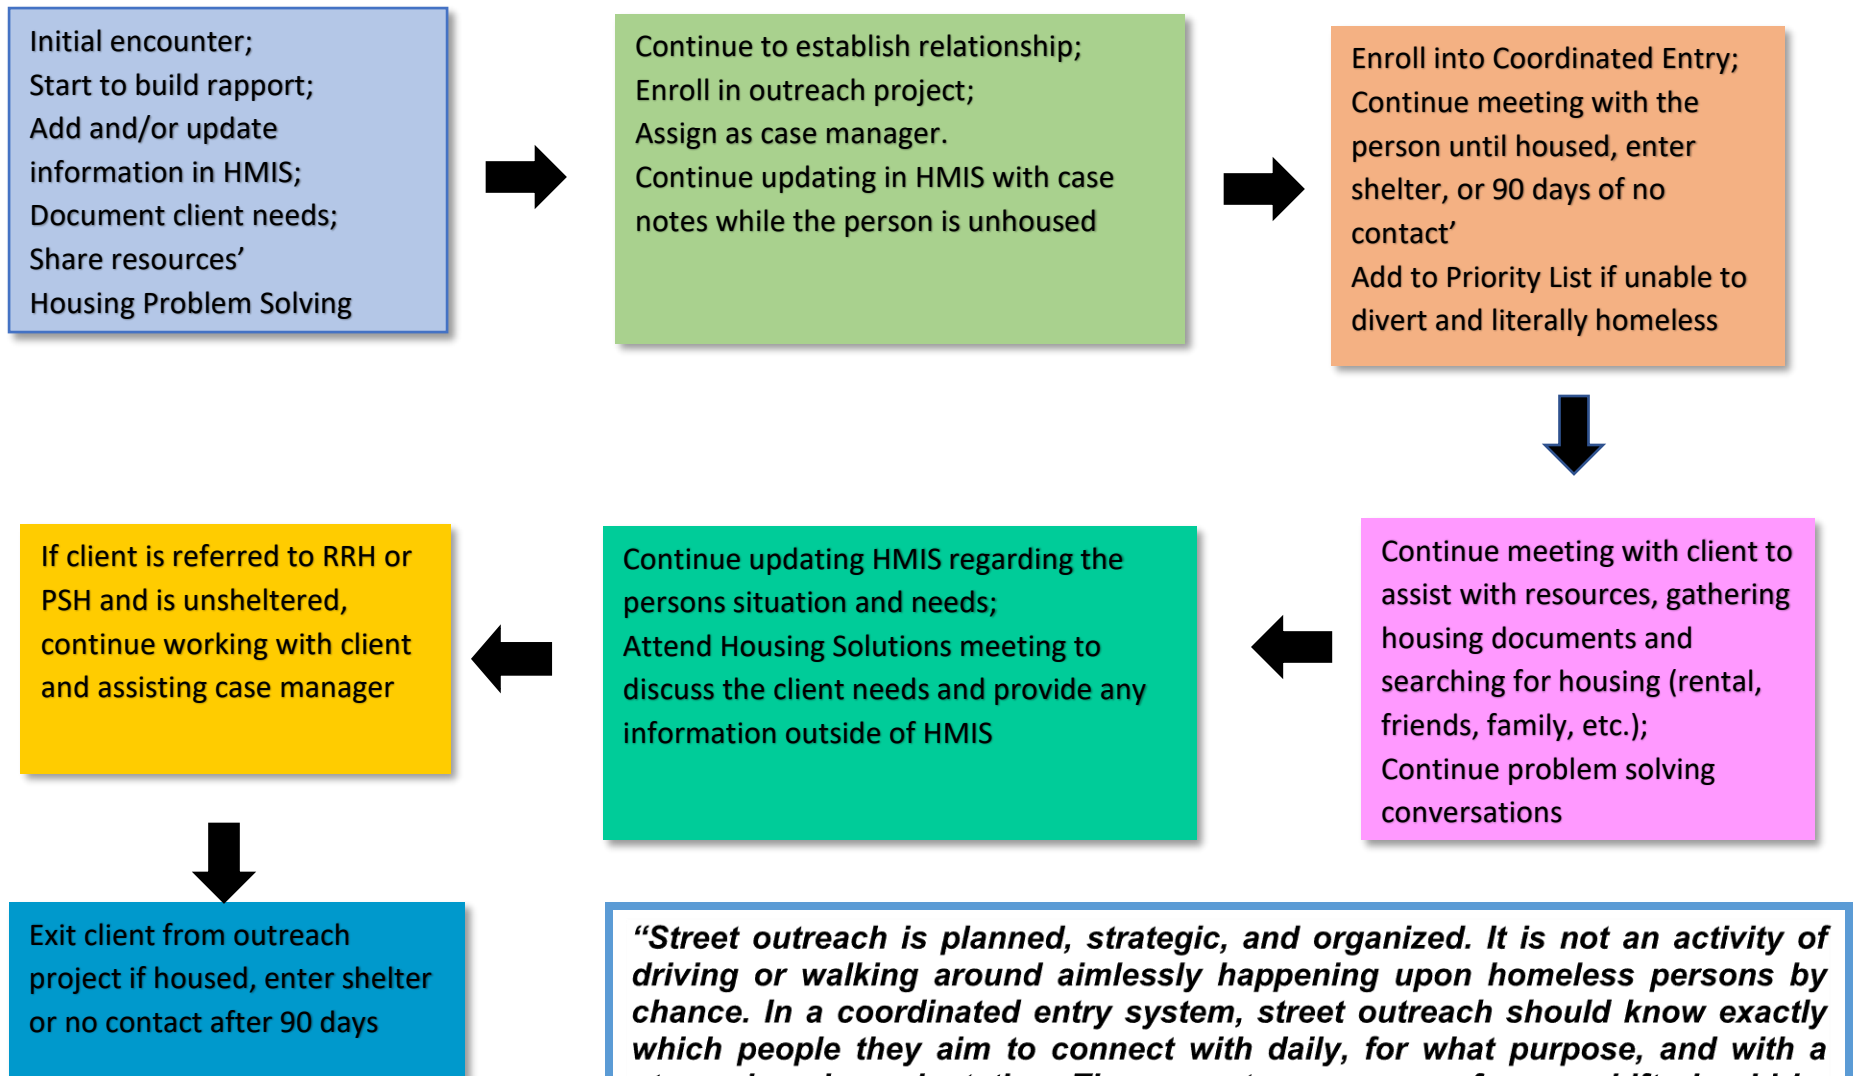 Initial encounter;
Start to build rapport;
Add and/or update
information in HMIS;
Document client needs;
Share resources’
Housing Problem Solving
Continue to establish relationship;
Enroll in outreach project;
Assign as case manager.
Continue updating in HMIS with case
notes while the person is unhoused
Enroll into Coordinated Entry;
Continue meeting with the
person until housed, enter
shelter, or 90 days of no
contact’
Add to Priority List if unable to
divert and literally homeless
Continue meeting with client to
assist with resources, gathering
housing documents and
searching for housing (rental,
friends, family, etc.);
Continue problem solving
conversations
Continue updating HMIS regarding the
persons situation and needs;
Attend Housing Solutions meeting to
discuss the client needs and provide any
information outside of HMIS
If client is referred to RRH or
PSH and is unsheltered,
continue working with client
and assisting case manager
Exit client from outreach
project if housed, enter shelter
or no contact after 90 days
“Street outreach is planned, strategic, and organized. It is not an activity of
driving or walking around aimlessly happening upon homeless persons by
chance. In a coordinated entry system, street outreach should know exactly
which people they aim to connect with daily, for what purpose, and with a